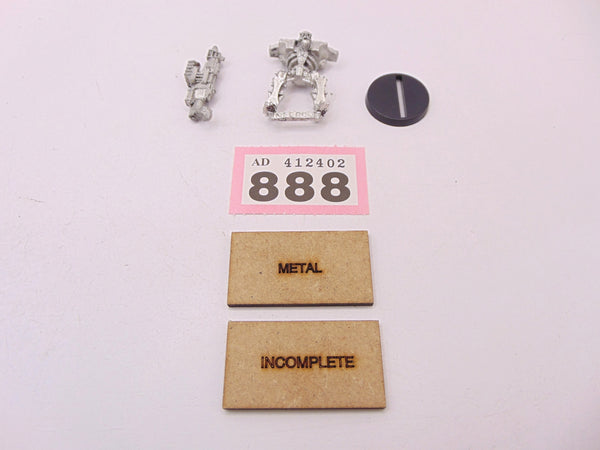 AD 412402
888
METAL
INCOMPLETE